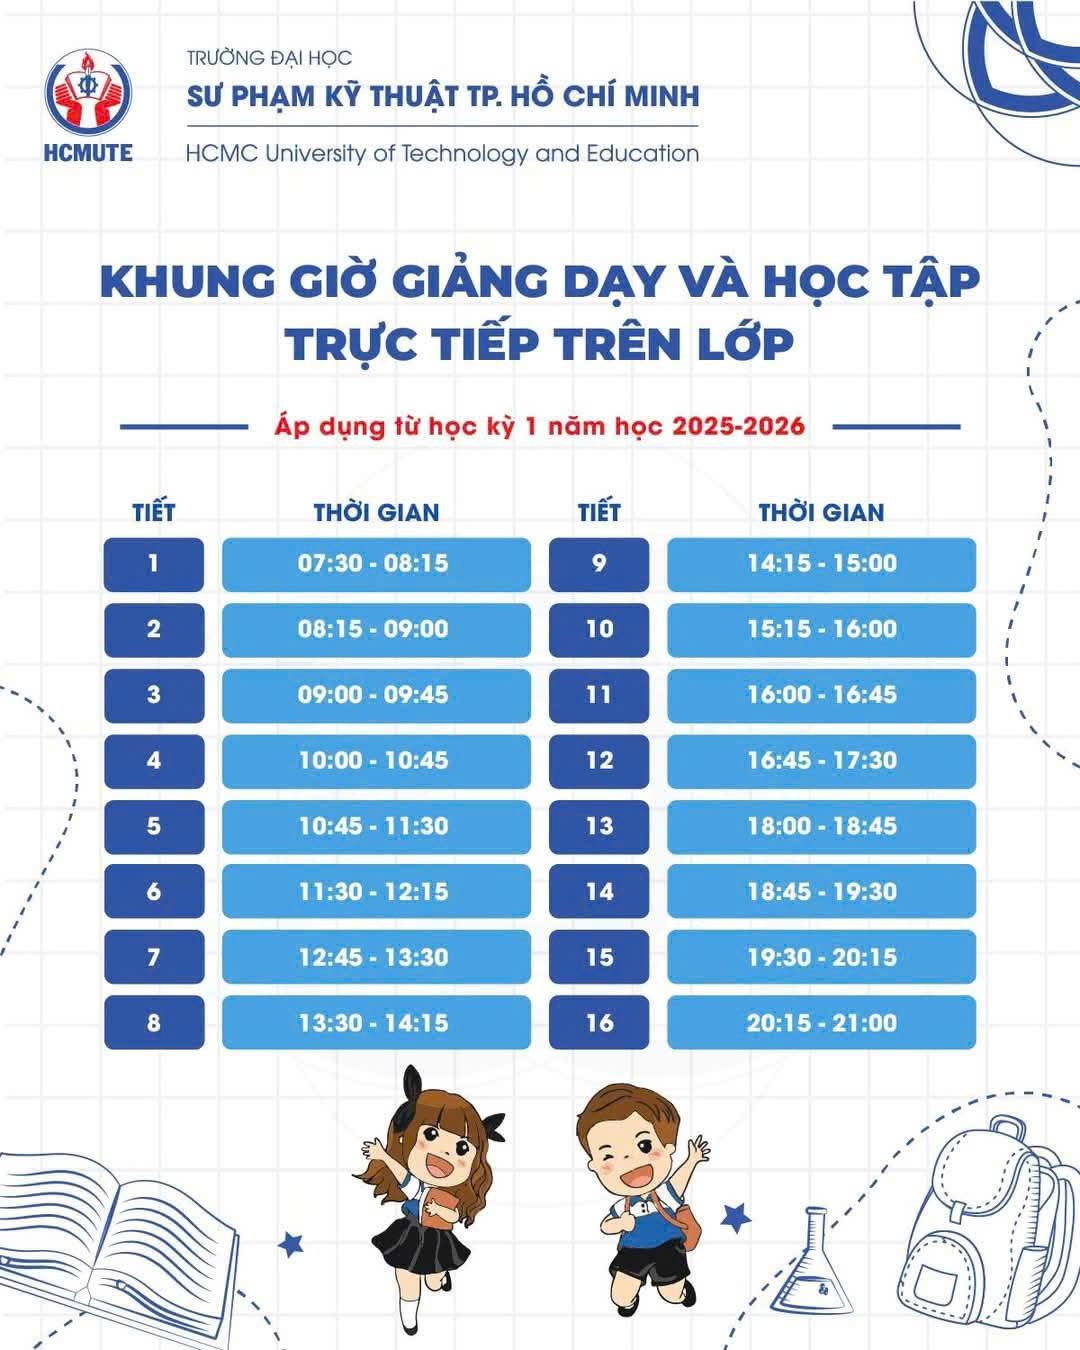 TRƯỜNG ĐẠI HỌC
SƯ PHẠM KỸ THUẬT TP. HỒ CHÍ MINH
HCMUTE
HCMC University of Technology and Education
KHUNG GIỜ GIẢNG DẠY VÀ HỌC TẬP
TRỰC TIẾP TRÊN LỚP
Áp dụng từ học kỳ 1 năm học 2025-2026
TIẾT THỜI GIAN TIẾT THỜI GIAN
1 07:30 - 08:15 9 14:15 - 15:00
2 08:15 - 09:00 10 15:15 - 16:00
3 09:00 - 09:45 11 16:00 - 16:45
4 10:00 - 10:45 12 16:45 - 17:30
5 10:45 - 11:30 13 18:00 - 18:45
6 11:30 - 12:15 14 18:45 - 19:30
7 12:45 - 13:30 15 19:30 - 20:15
8 13:30 - 14:15 16 20:15 - 21:00